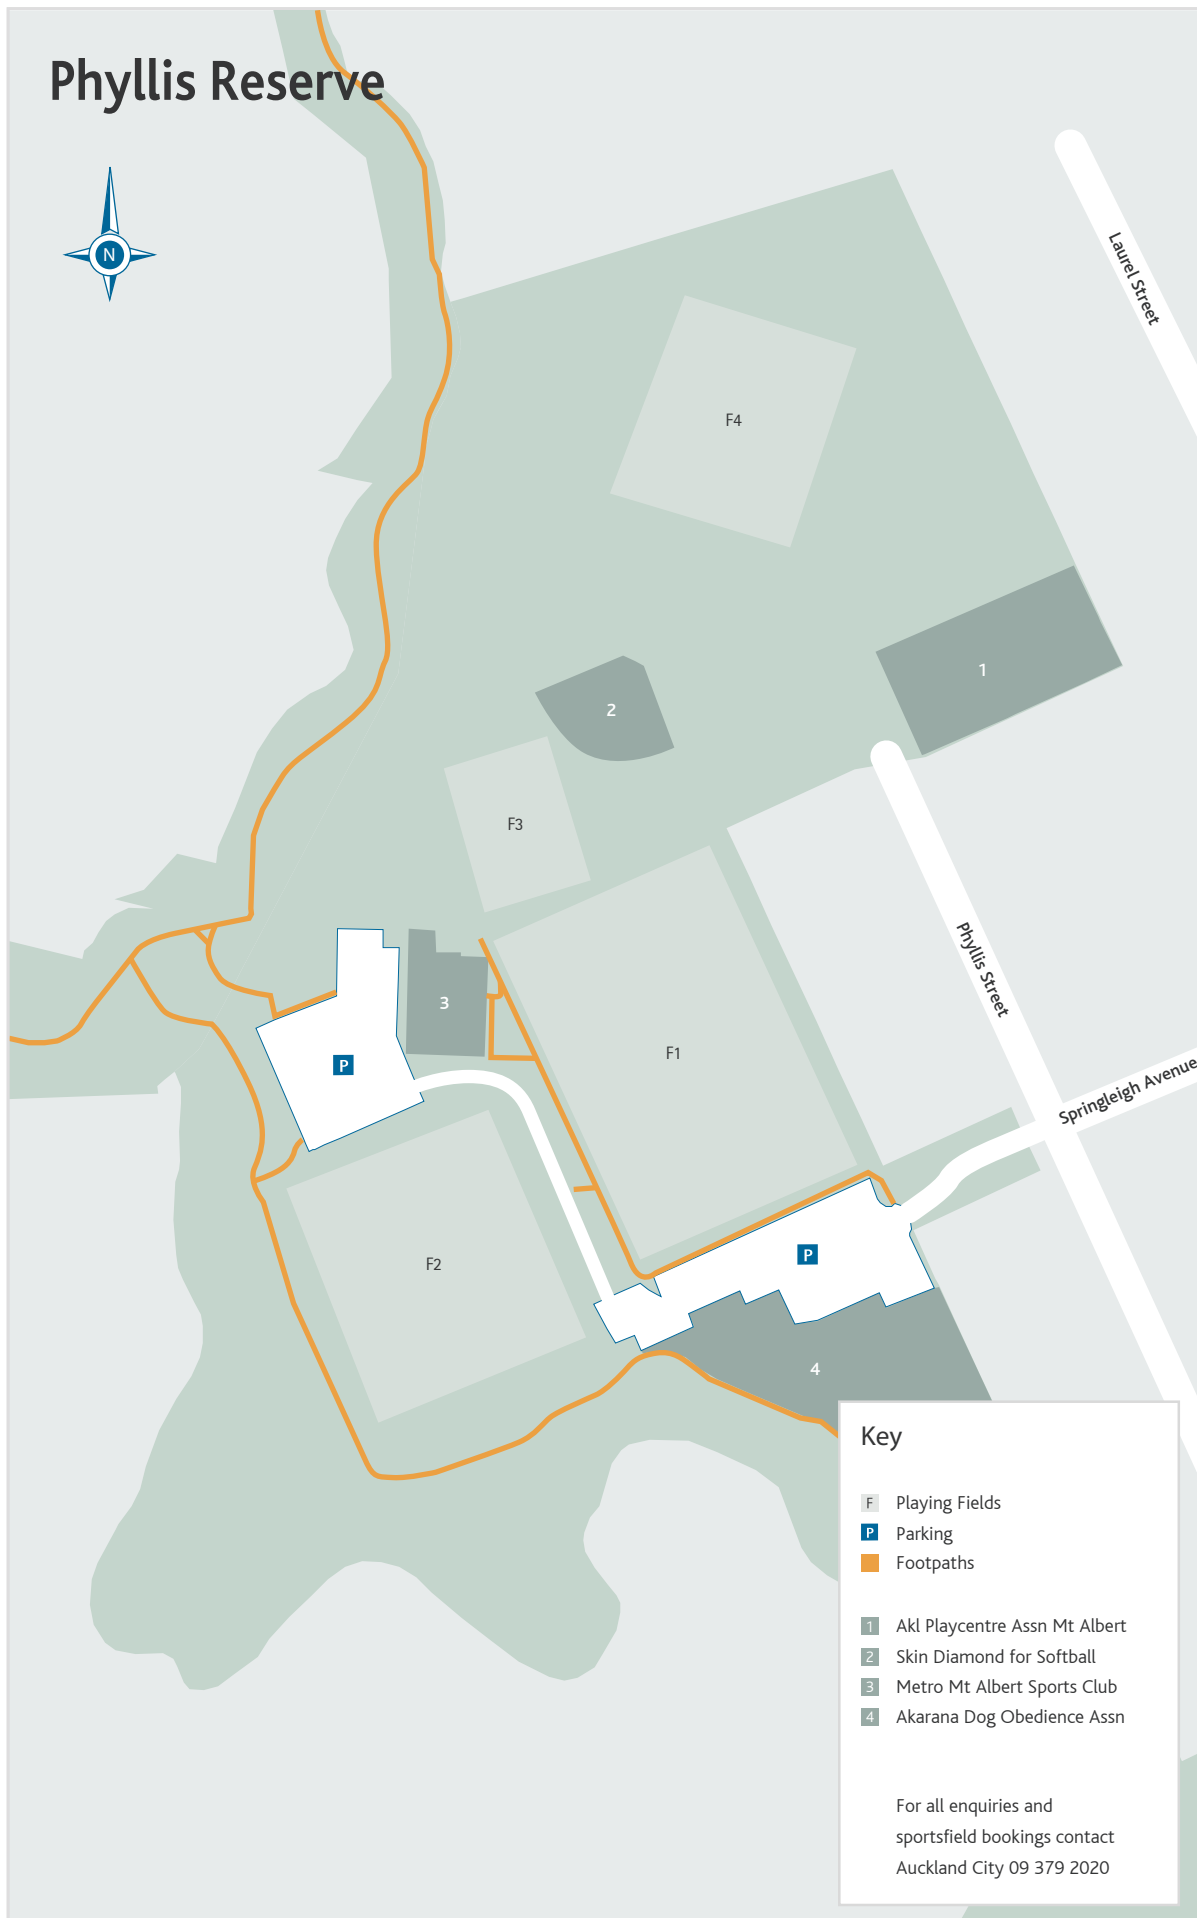 Phyllis Reserve
N
Laurel Street
F4
1
2
F3
Phyllis Street
3
F1
P
Springleigh Avenue
P
F2
4
Key
F Playing Fields
P Parking
Footpaths
1 Akl Playcentre Assn Mt Albert
2 Skin Diamond for Softball
3 Metro Mt Albert Sports Club
4 Akarana Dog Obedience Assn
For all enquiries and
sportsfield bookings contact
Auckland City 09 379 2020